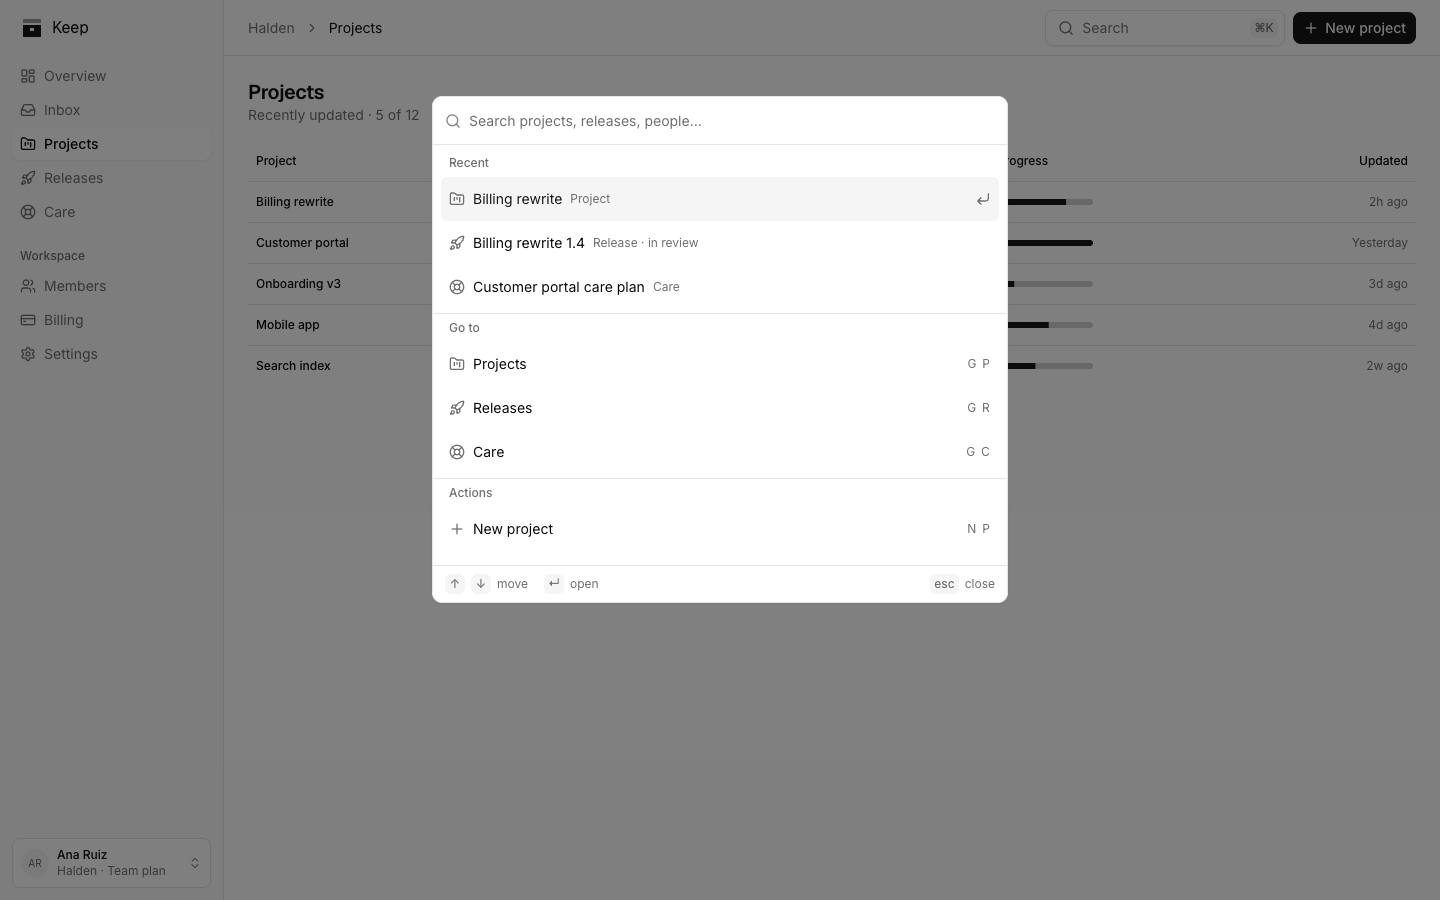 Keep
Halden > Projects
Search ⌘K
New project
Overview
Inbox
Projects
Releases
Care
Workspace
Members
Billing
Settings
Ana Ruiz
AR
Halden · Team plan
Projects
Recently updated · 5 of 12
Project rogress Updated
Billing rewrite 2h ago
Customer portal Yesterday
Onboarding v3 3d ago
Mobile app 4d ago
Search index 2w ago
Search projects, releases, people...
Recent
Billing rewrite Project
Billing rewrite 1.4 Release · in review
Customer portal care plan Care
Go to
Projects G P
Releases G R
Care G C
Actions
New project N P
↑ ↓ move ↵ open esc close